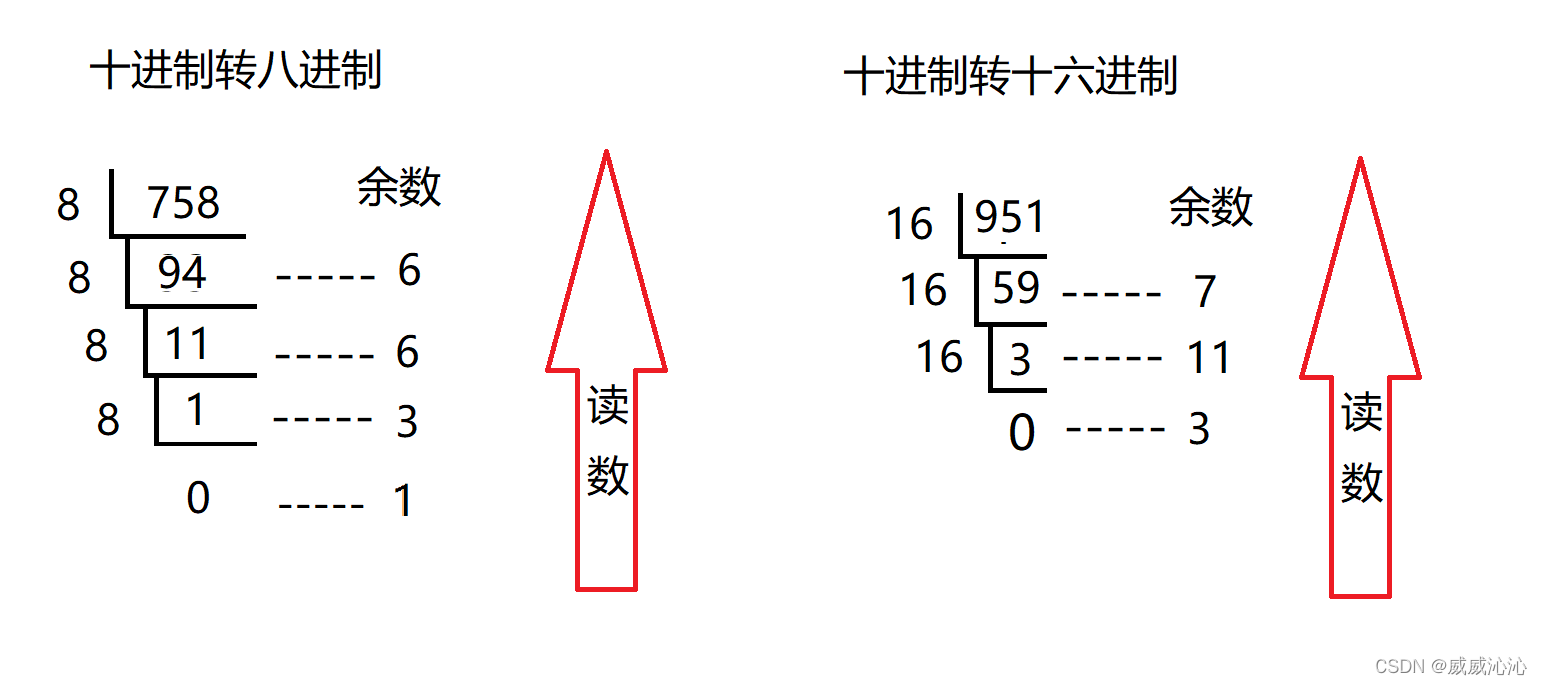 十进制转八进制
8 758 余数
8 94 ----- 6
8 11 ----- 6
8 1 ----- 3
0 ----- 1
读
数
十进制转十六进制
16 951 余数
16 59 ----- 7
16 3 ----- 11
0 ----- 3
读
数
CSDN @威威沁沁